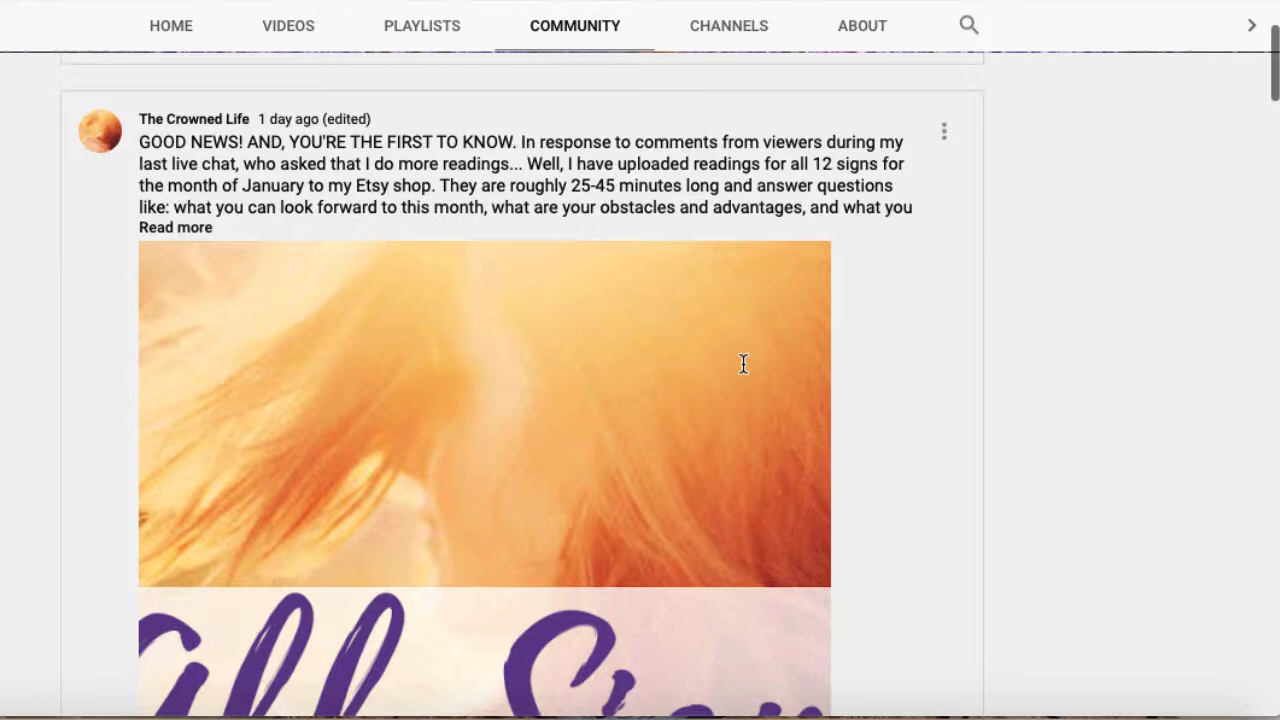 HOME VIDEOS PLAYLISTS COMMUNITY CHANNELS ABOUT
The Crowned Life 1 day ago (edited)
GOOD NEWS! AND, YOU'RE THE FIRST TO KNOW. In response to comments from viewers during my
last live chat, who asked that I do more readings... Well, I have uploaded readings for all 12 signs for
the month of January to my Etsy shop. They are roughly 25-45 minutes long and answer questions
like: what you can look forward to this month, what are your obstacles and advantages, and what you
Read more
All